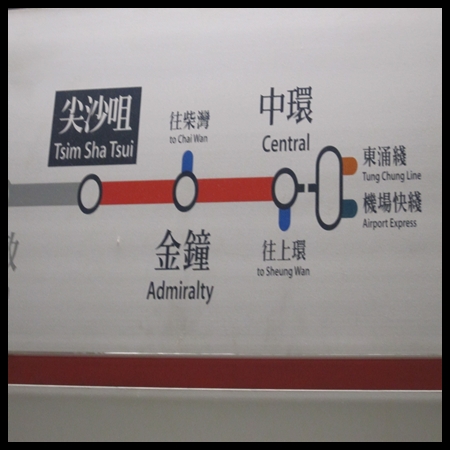 尖沙咀
Tsim Sha Tsui
往柴灣
to Chai Wan
中環
Central
東涌綫
Tung Chung Line
機場快綫
Airport Express
金鐘
Admiralty
往上環
to Sheung Wan